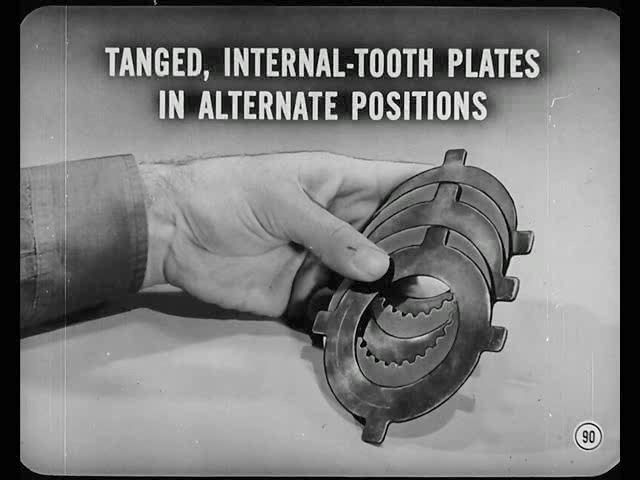 TANGED, INTERNAL-TOOTH PLATES
IN ALTERNATE POSITIONS
90